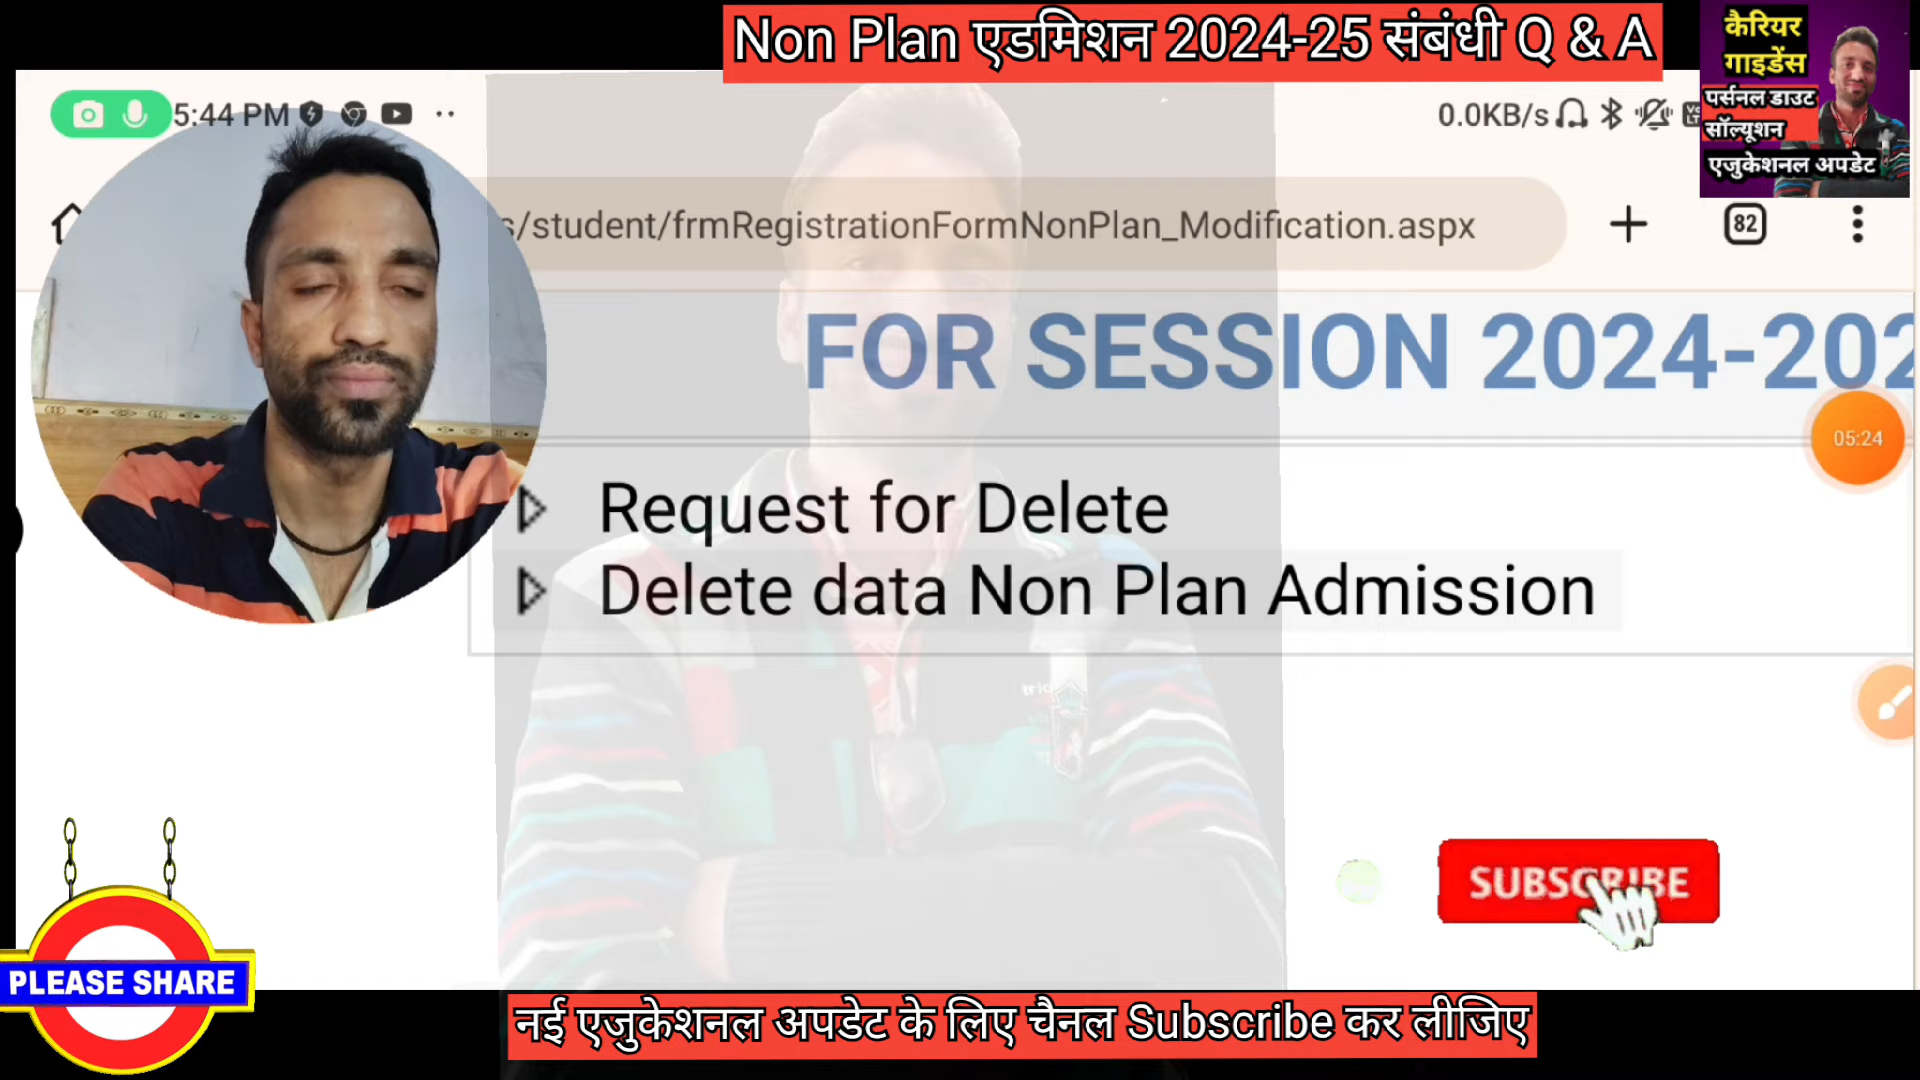 Non Plan एडमिशन 2024-25 संबंधी Q & A
कैरियर
गाइडेंस
पर्सनल डाउट
सॉल्यूशन
एजुकेशनल अपडेट
5:44 PM
0.0KB/s
s/student/frmRegistrationFormNonPlan_Modification.aspx
82
FOR SESSION 2024-202
05:24
Request for Delete
Delete data Non Plan Admission
SUBSCRIBE
PLEASE SHARE
नई एजुकेशनल अपडेट के लिए चैनल Subscribe कर लीजिए